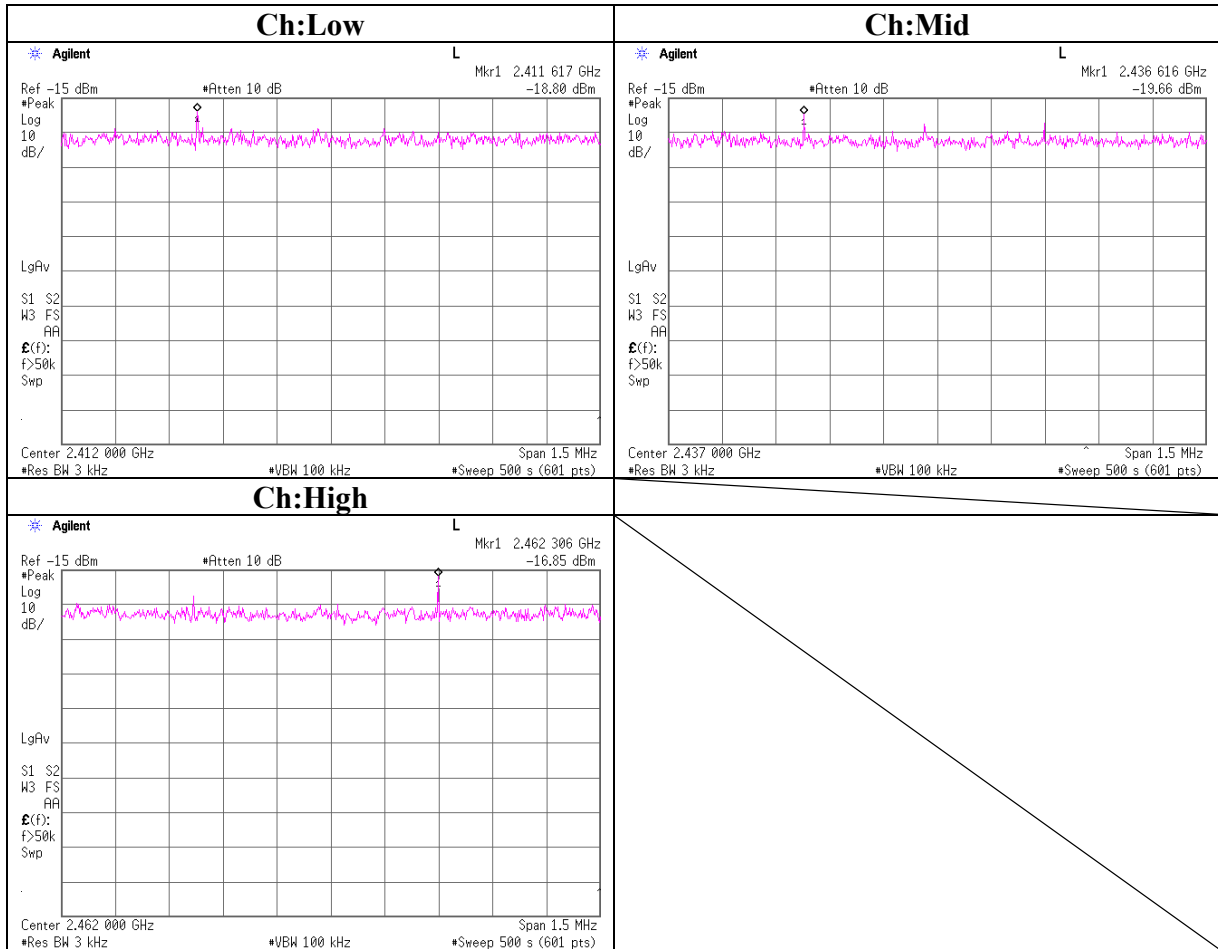 Ch:Low
Agilent
L
Mkr1 2.411 617 GHz
Ref -15 dBm #Atten 10 dB -18.80 dBm
#Peak
Log
10
dB/
1
LgAv
S1 S2
W3 FS
AA
£(f):
f>50k
Swp
Center 2.412 000 GHz Span 1.5 MHz
#Res BW 3 kHz #VBW 100 kHz #Sweep 500 s (601 pts)
Ch:Mid
Agilent
L
Mkr1 2.436 616 GHz
Ref -15 dBm #Atten 10 dB -19.66 dBm
#Peak
Log
10
dB/
1
LgAv
S1 S2
W3 FS
AA
£(f):
f>50k
Swp
Center 2.437 000 GHz Span 1.5 MHz
#Res BW 3 kHz #VBW 100 kHz #Sweep 500 s (601 pts)
Ch:High
Agilent
L
Mkr1 2.462 306 GHz
Ref -15 dBm #Atten 10 dB -16.85 dBm
#Peak
Log
10
dB/
1
LgAv
S1 S2
W3 FS
AA
£(f):
f>50k
Swp
Center 2.462 000 GHz Span 1.5 MHz
#Res BW 3 kHz #VBW 100 kHz #Sweep 500 s (601 pts)